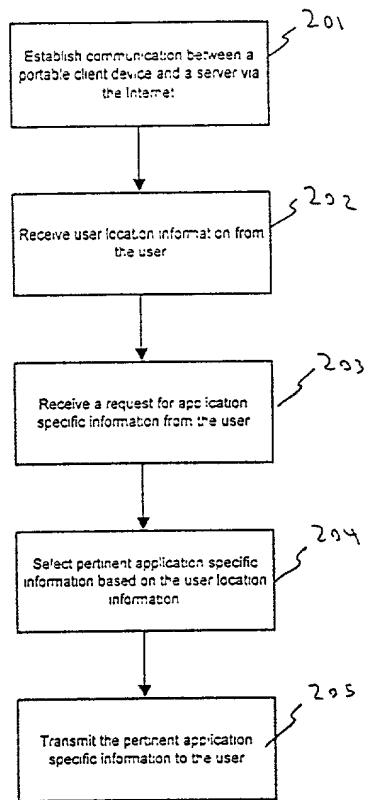 201
Establish communication between a
portable client device and a server via
the Internet
202
Receive user location information from
the user
203
Receive a request for application
specific information from the user
204
Select pertinent application specific
information based on the user location
information
205
Transmit the pertinent application
specific information to the user